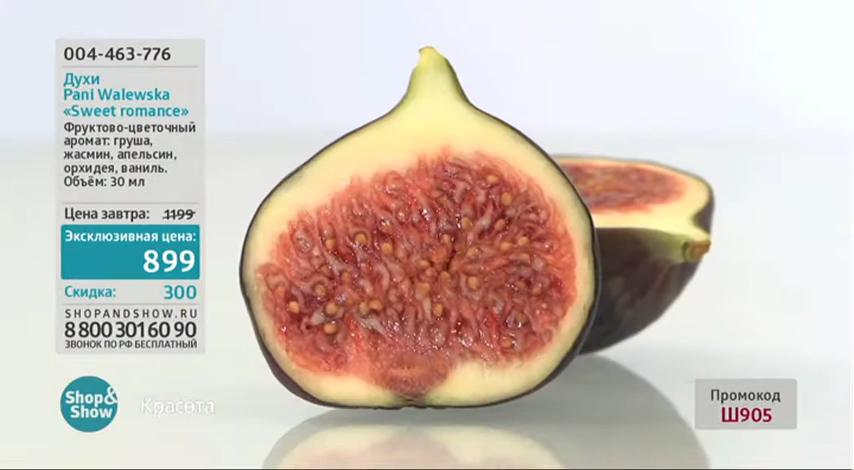 004-463-776
Духи
Pani Walewska
«Sweet romance»
Фруктово-цветочный
аромат: груша,
жасмин, апельсин,
орхидея, ваниль.
Объём: 30 мл
Цена завтра: 1199
Эксклюзивная цена:
899
Скидка: 300
SHOPANDSHOW.RU
8 800 301 60 90
ЗВОНОК ПО РФ БЕСПЛАТНЫЙ
Shop&
Show
Красота
Промокод
Ш905